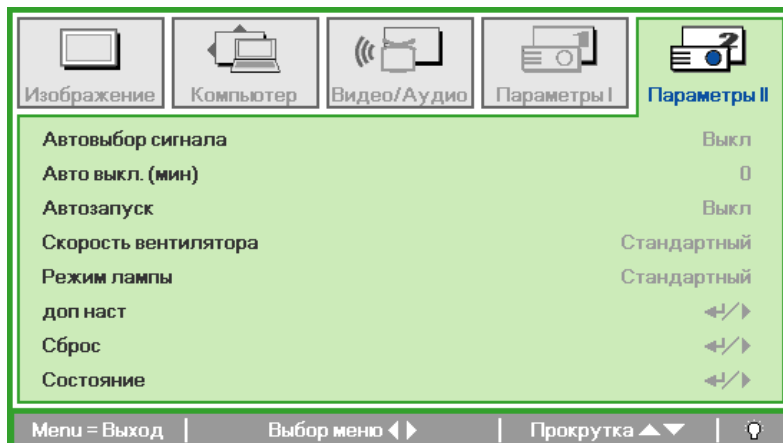 Изображение Компьютер Видео/Аудио Параметры I Параметры II
Автовыбор сигнала Выкл
Авто выкл. (мин) 0
Автозапуск Выкл
Скорость вентилятора Стандартный
Режим лампы Стандартный
доп наст
Сброс
Состояние
Menu = Выход | Выбор меню | Прокрутка